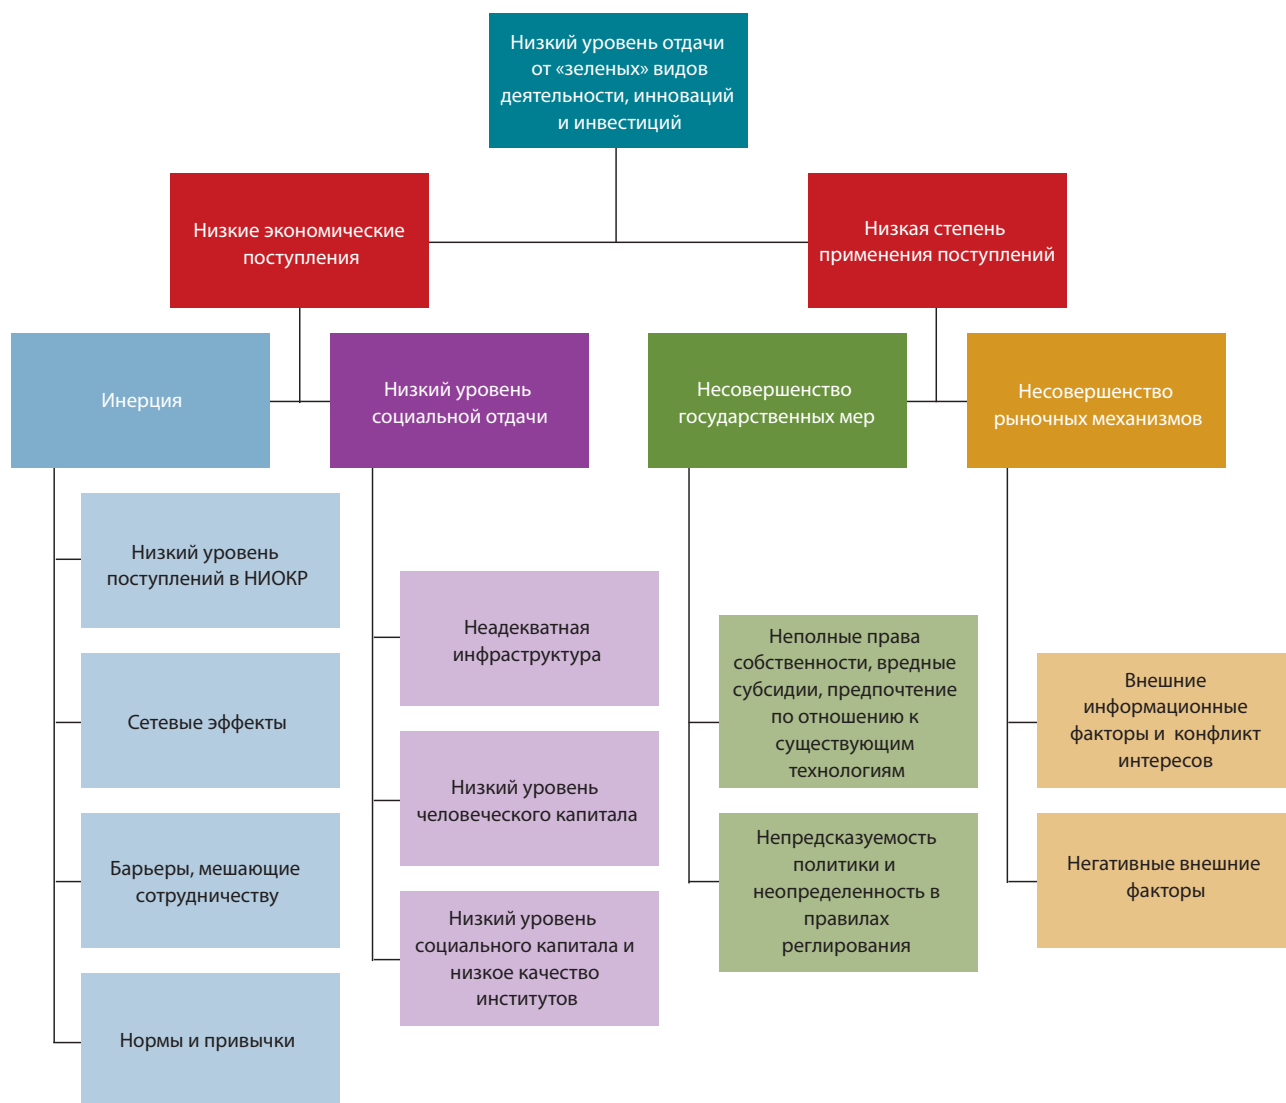 Низкий уровень отдачи
от «зеленых» видов
деятельности, инноваций
и инвестиций
Низкие экономические
поступления
Низкая степень
применения поступлений
Инерция
Низкий уровень
социальной отдачи
Несовершенство
государственных мер
Несовершенство
рыночных механизмов
Низкий уровень
поступлений в НИОКР
Сетевые эффекты
Барьеры, мешающие
сотрудничеству
Нормы и привычки
Неадекватная
инфраструктура
Низкий уровень
человеческого капитала
Низкий уровень
социального капитала и
низкое качество
институтов
Неполные права
собственности, вредные
субсидии, предпочтение
по отношению к
существующим
технологиям
Непредсказуемость
политики и
неопределенность в
правилах
реглирования
Внешние
информационные
факторы и конфликт
интересов
Негативные внешние
факторы